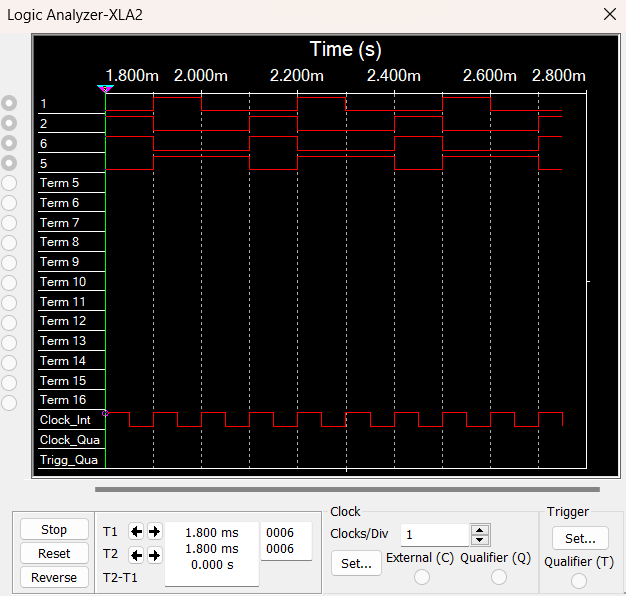 Logic Analyzer-XLA2
Time (s)
1.800m 2.000m 2.200m 2.400m 2.600m 2.800m
1
2
6
5
Term 5
Term 6
Term 7
Term 8
Term 9
Term 10
Term 11
Term 12
Term 13
Term 14
Term 15
Term 16
Clock_Int
Clock_Qua
Trigg_Qua
Stop
Reset
Reverse
T1 1.800 ms 0006
T2 1.800 ms 0006
T2-T1 0.000 s
Clock
Clocks/Div 1
Set... External (C) Qualifier (Q)
Trigger
Set...
Qualifier (T)